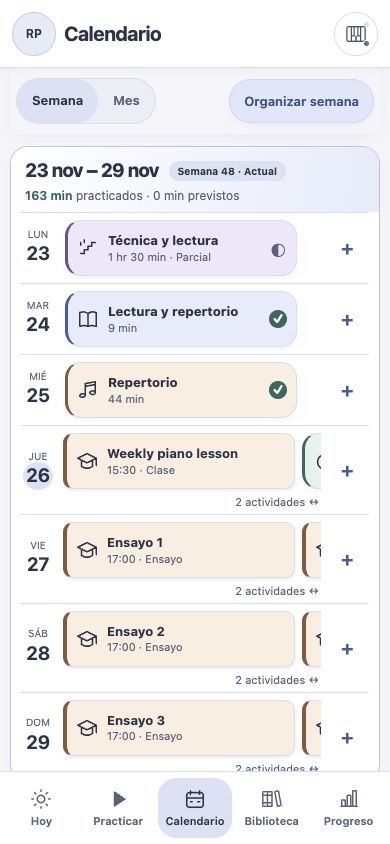 RP Calendario
Semana Mes Organizar semana
23 nov – 29 nov Semana 48 · Actual
163 min practicados · 0 min previstos
LUN
23
Técnica y lectura
1 hr 30 min · Parcial
+
MAR
24
Lectura y repertorio
9 min
+
MIÉ
25
Repertorio
44 min
+
JUE
26
Weekly piano lesson
15:30 · Clase
+
2 actividades ↔
VIE
27
Ensayo 1
17:00 · Ensayo
+
2 actividades ↔
SÁB
28
Ensayo 2
17:00 · Ensayo
+
2 actividades ↔
DOM
29
Ensayo 3
17:00 · Ensayo
+
2 actividades ↔
Hoy Practicar Calendario Biblioteca Progreso